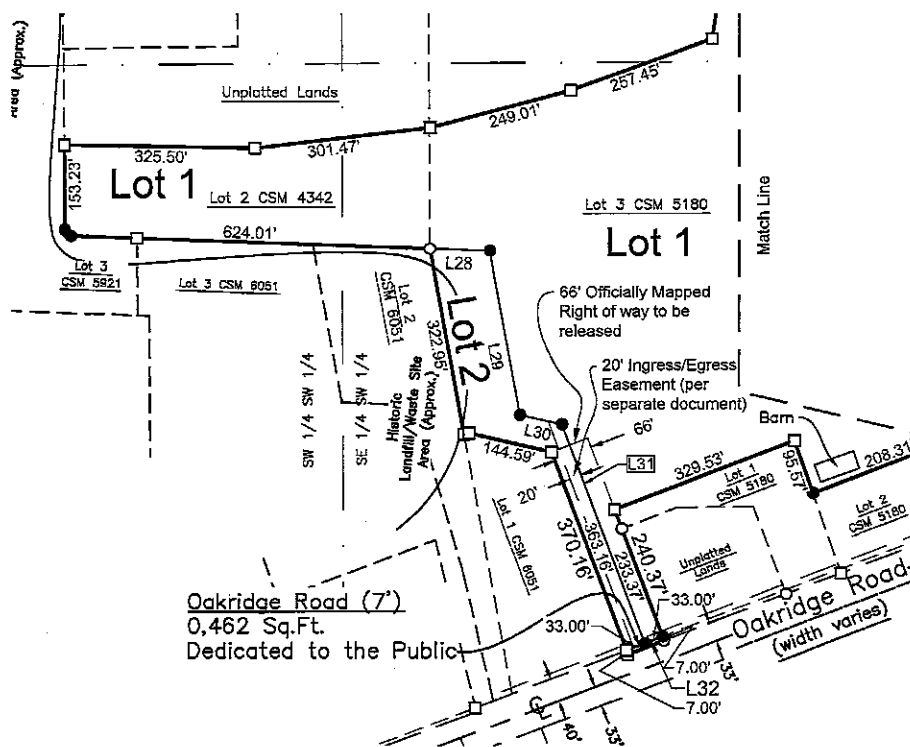 Area (Approx.)
257.45'
Unplatted Lands
249.01'
301.47'
325.50'
153.23'
Lot 1
Lot 2 CSM 4342
Lot 3 CSM 5180
Lot 1
Match Line
624.01'
L28
Lot 3
CSM 5921
Lot 3 CSM 6051
Lot 2
CSM 6051
Lot 2
322.95'
L29
66' Officially Mapped
Right of way to be
released
20' Ingress/Egress
Easement (per
separate document)
SW 1/4 SW 1/4
SE 1/4 SW 1/4
Historic
Landfill/Waste Site
Area (Approx.)
L30
66'
Barn
144.59'
L31
329.53'
95.57'
208.31'
20'
Lot 1
CSM 5180
Lot 2
CSM 5180
Lot 1 CSM 6051
370.16'
363.16'
233.37'
240.37'
Unplatted
Lands
Oakridge Road (7')
0,462 Sq.Ft.
Dedicated to the Public
33.00'
33.00'
Oakridge Road
(width varies)
7.00'
L32
7.00'
33'
CL
40'
33'